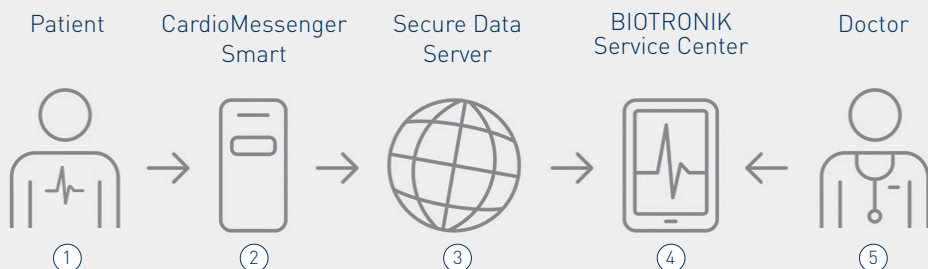 Patient
CardioMessenger
Smart
Secure Data
Server
BIOTRONIK
Service Center
Doctor
1
2
3
4
5